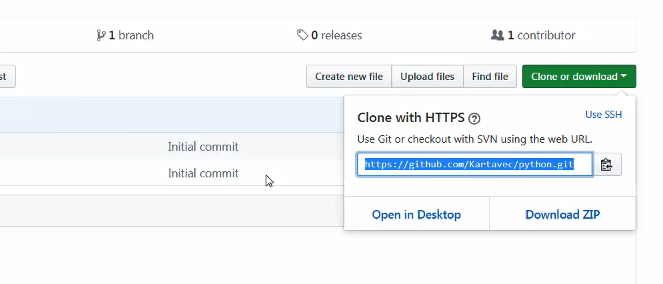 1 branch
0 releases
1 contributor
st
Create new file
Upload files
Find file
Clone or download
Clone with HTTPS
Use SSH
Use Git or checkout with SVN using the web URL.
https://github.com/Kartavec/python.git
Open in Desktop
Download ZIP
Initial commit
Initial commit